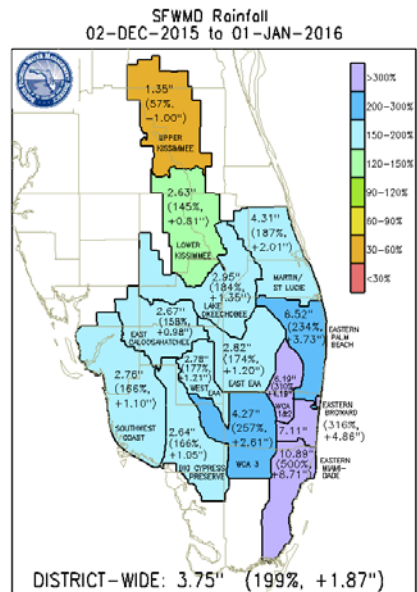 SFWMD Rainfall
02-DEC-2015 to 01-JAN-2016
>300%
200-300%
150-200%
120-150%
90-120%
60-90%
30-60%
<30%
1.35"
(57%,
-1.00")
UPPER
KISSIMMEE
2.63"
(145%,
+0.81")
LOWER
KISSIMMEE
4.31"
(187%,
+2.01")
MARTIN/
ST LUCIE
2.95"
(184%,
+1.35")
LAKE
OKEECHOBEE
2.67"
(158%,
+0.98")
EAST
CALOOSAHATCHEE
6.52"
(234%,
+3.73"
EASTERN
PALM
BEACH
2.82"
(174%,
+1.20")
EAST EAA
2.78"
(177%,
+1.21")
WEST
EAA
2.76"
(166%,
+1.10")
SOUTHWEST
COAST
(310%,
WCA
1&2
EASTERN
BROWARD
(316%,
+4.86")
7.11"
4.27"
(257%,
+2.61")
WCA 3
2.64"
(166%,
+1.05")
BIG CYPRESS
PRESERVE
10.89"
(500%,
+8.71")
EASTERN
MIAMI-
DADE
DISTRICT-WIDE: 3.75" (199%, +1.87")